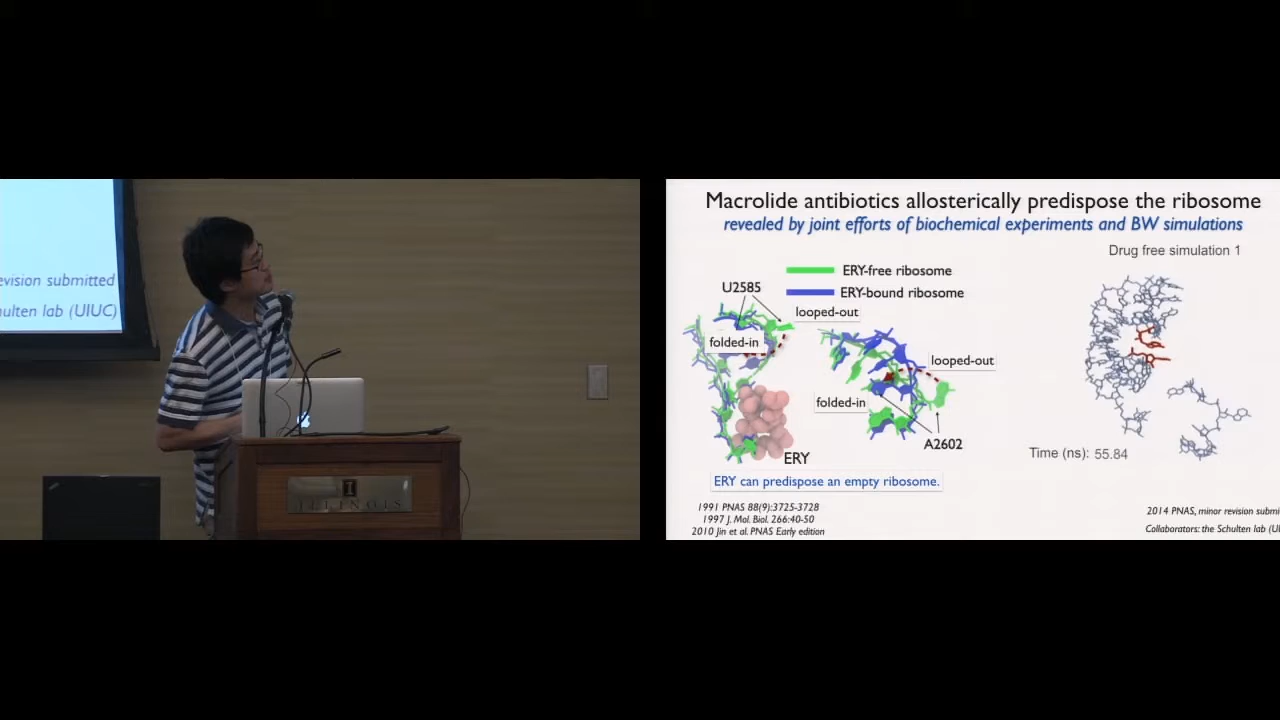 evision submitted
hulten lab (UIUC)
ILLINOIS
Macrolide antibiotics allosterically predispose the ribosome
revealed by joint efforts of biochemical experiments and BW simulations
Drug free simulation 1
ERY-free ribosome
ERY-bound ribosome
U2585
looped-out
folded-in
looped-out
folded-in
A2602
ERY
Time (ns): 55.84
ERY can predispose an empty ribosome.
1991 PNAS 88(9):3725-3728
1997 J. Mol. Biol. 266:40-50
2010 Jin et al. PNAS Early edition
2014 PNAS, minor revision submi
Collaborators: the Schulten lab (UI